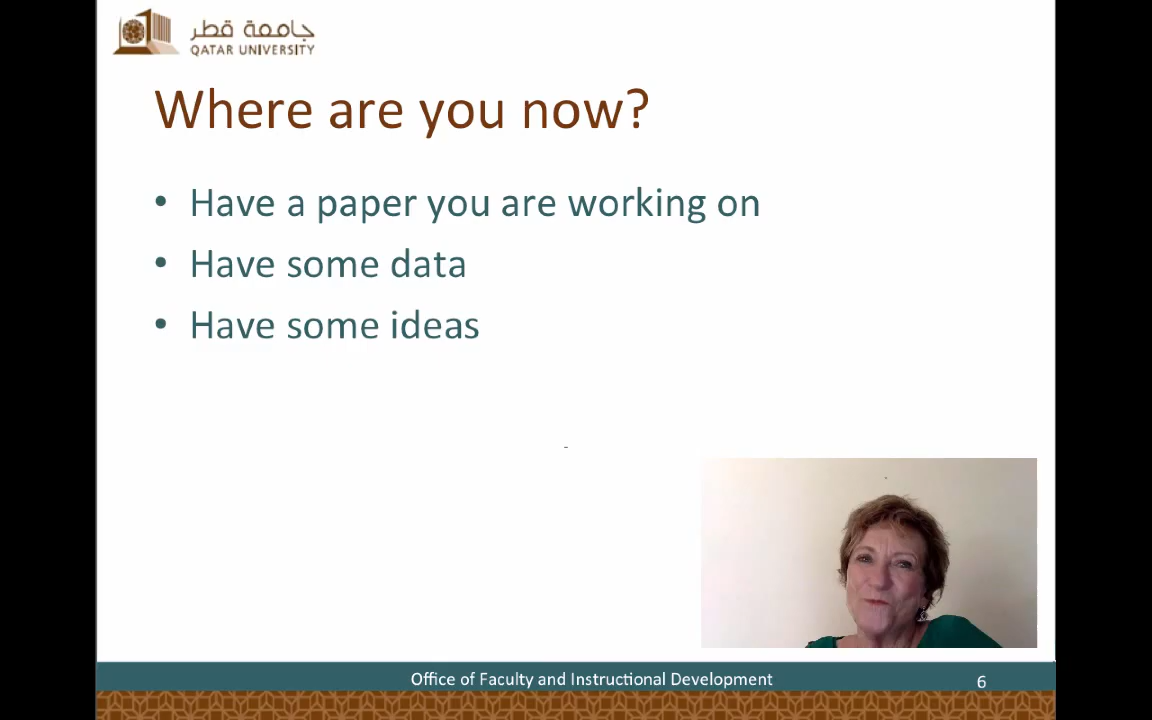 جامعة قطر
QATAR UNIVERSITY
Where are you now?
• Have a paper you are working on
• Have some data
• Have some ideas
Office of Faculty and Instructional Development
6